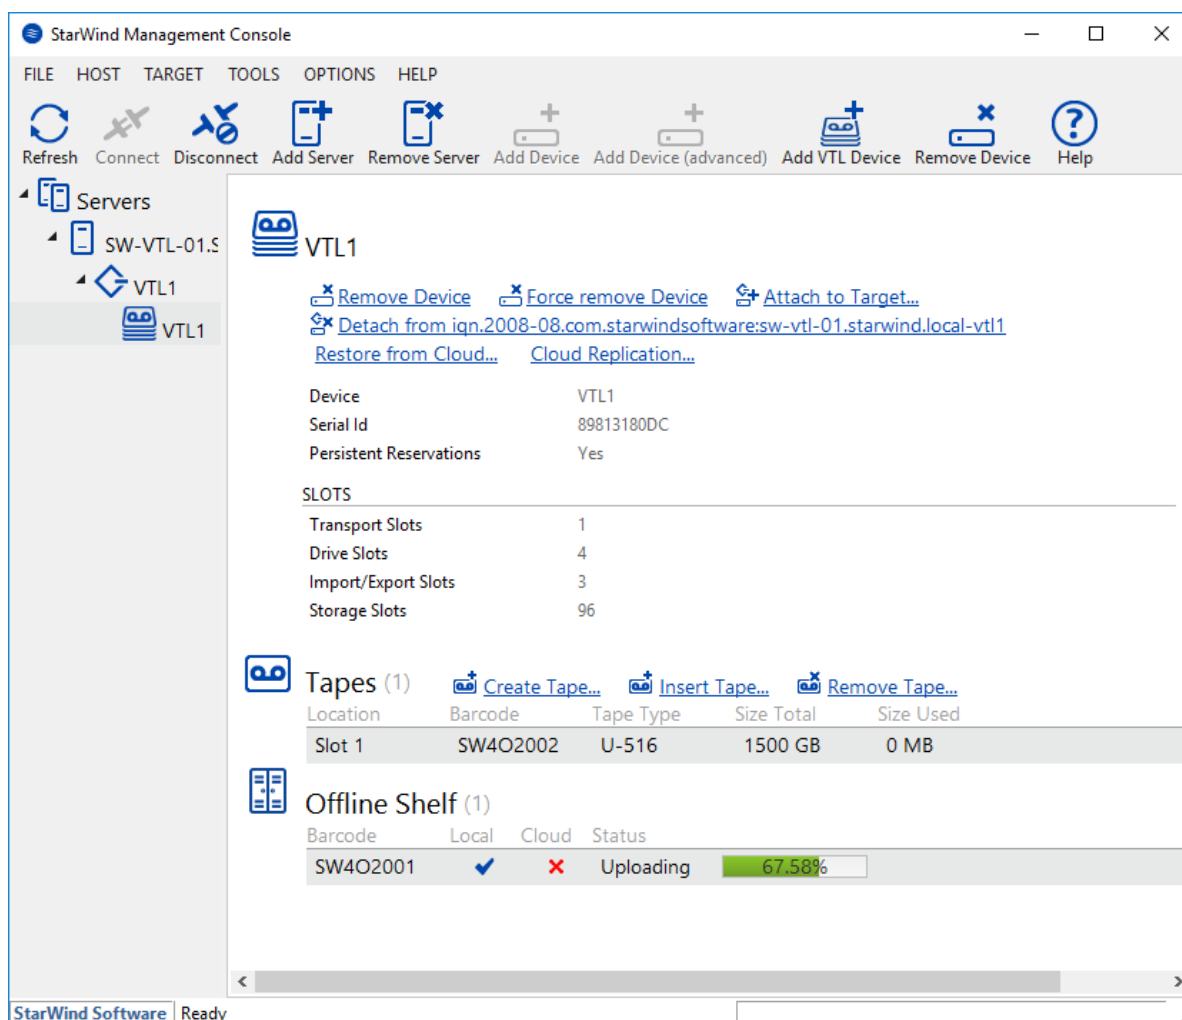 StarWind Management Console
FILE HOST TARGET TOOLS OPTIONS HELP
Refresh Connect Disconnect Add Server Remove Server Add Device Add Device (advanced) Add VTL Device Remove Device Help
Servers
SW-VTL-01.S
VTL1
VTL1
VTL1
Remove Device Force remove Device Attach to Target...
Detach from iqn.2008-08.com.starwindsoftware:sw-vtl-01.starwind.local-vtl1
Restore from Cloud... Cloud Replication...
Device VTL1
Serial Id 89813180DC
Persistent Reservations Yes
SLOTS
Transport Slots 1
Drive Slots 4
Import/Export Slots 3
Storage Slots 96
Tapes (1) Create Tape... Insert Tape... Remove Tape...
Location Barcode Tape Type Size Total Size Used
Slot 1 SW4O2002 U-516 1500 GB 0 MB
Offline Shelf (1)
Barcode Local Cloud Status
SW4O2001 Uploading 67.58%
StarWind Software Ready